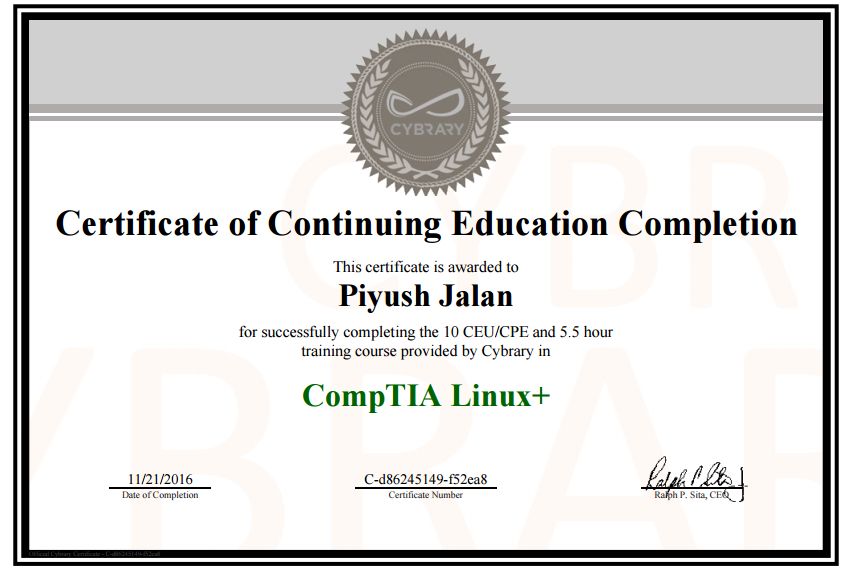 CYBRARY
Certificate of Continuing Education Completion
This certificate is awarded to
Piyush Jalan
for successfully completing the 10 CEU/CPE and 5.5 hour
training course provided by Cybrary in
CompTIA Linux+
11/21/2016
Date of Completion
C-d86245149-f52ea8
Certificate Number
Ralph P. Sita
Ralph P. Sita, CEO
Official Cybrary Certificate - C-d86245149-f52ea8
CYBR
YBRAR